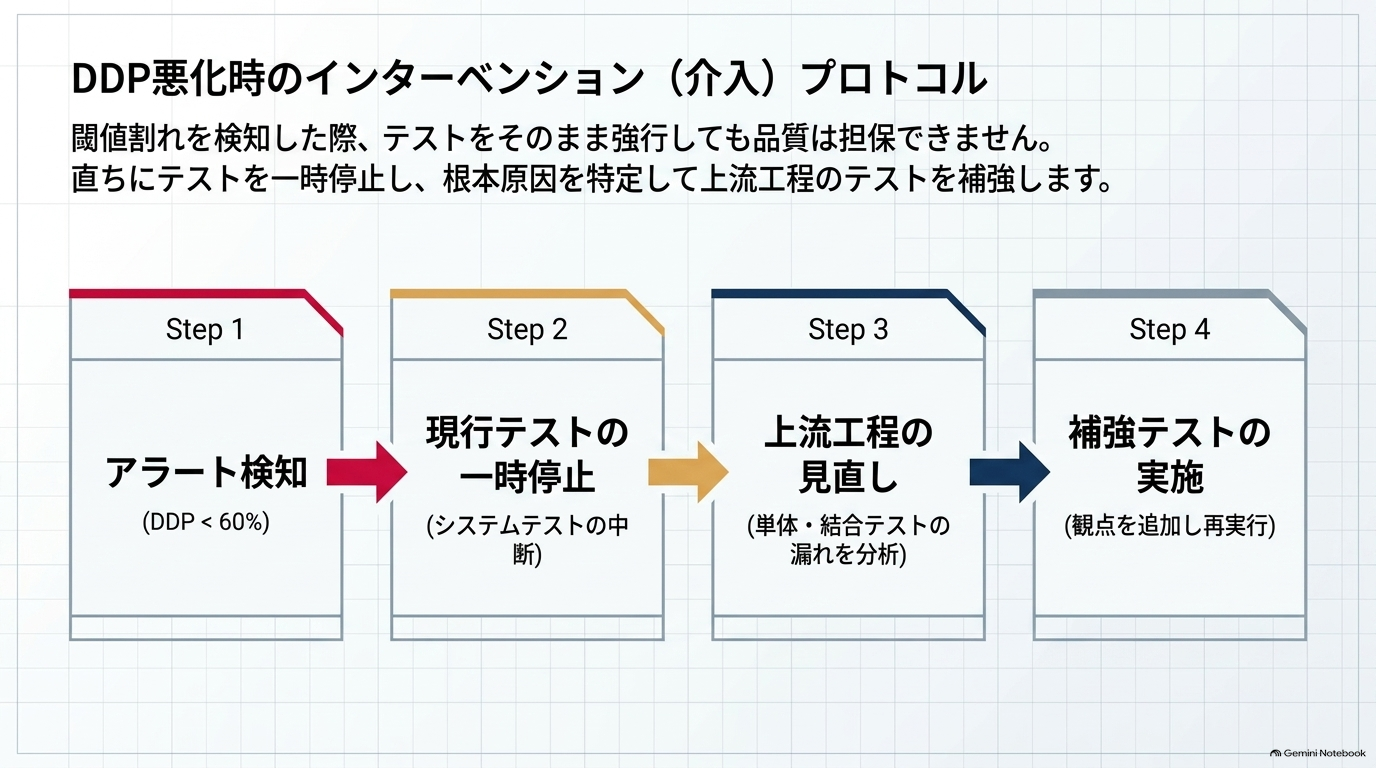 DDP悪化時のインターベンション（介入）プロトコル
閾値割れを検知した際、テストをそのまま強行しても品質は担保できません。
直ちにテストを一時停止し、根本原因を特定して上流工程のテストを補強します。
Step 1
アラート検知
(DDP < 60%)
Step 2
現行テストの
一時停止
(システムテストの中
断)
Step 3
上流工程の
見直し
(単体・結合テストの
漏れを分析)
Step 4
補強テストの
実施
(観点を追加し再実行)
Gemini Notebook